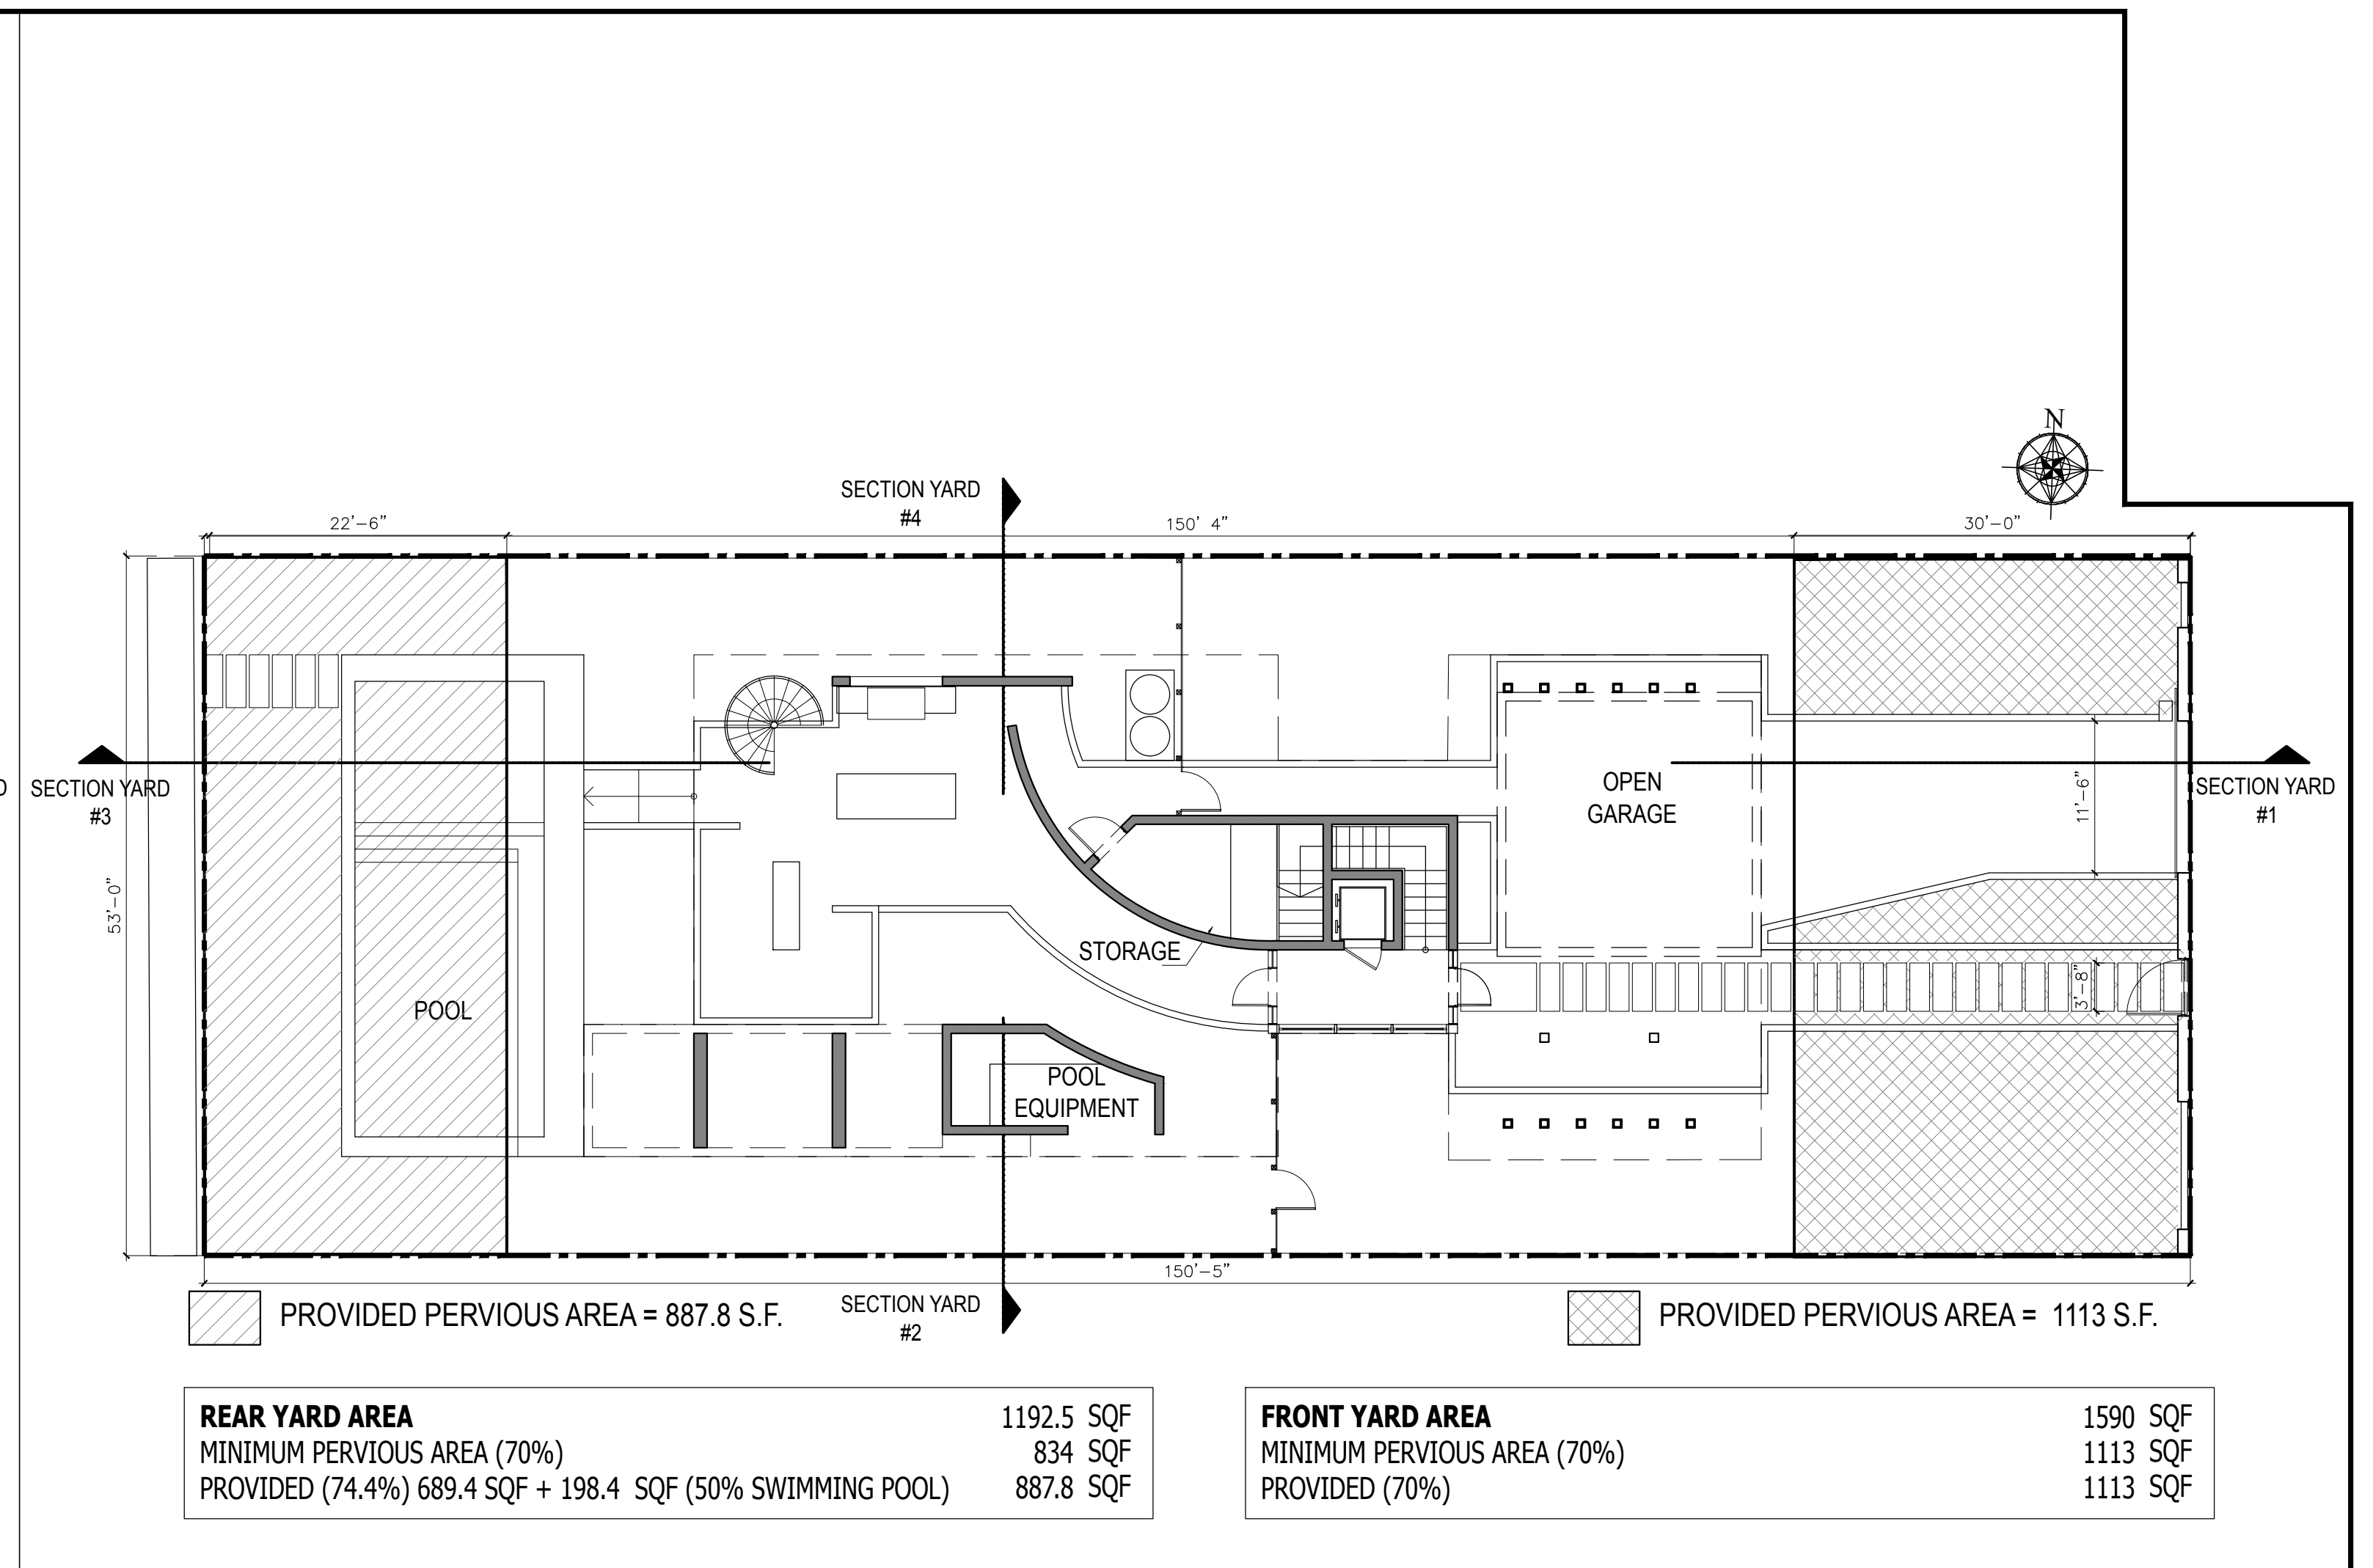 N
SECTION YARD
#4
22'-6"
150' 4"
30'-0"
SECTION YARD
#3
OPEN
GARAGE
11'-6"
SECTION YARD
#1
53'-0"
STORAGE
3'-8"
POOL
POOL
EQUIPMENT
150'-5"
PROVIDED PERVIOUS AREA = 887.8 S.F.
SECTION YARD
#2
PROVIDED PERVIOUS AREA = 1113 S.F.
REAR YARD AREA 1192.5 SQF
MINIMUM PERVIOUS AREA (70%) 834 SQF
PROVIDED (74.4%) 689.4 SQF + 198.4 SQF (50% SWIMMING POOL) 887.8 SQF
FRONT YARD AREA 1590 SQF
MINIMUM PERVIOUS AREA (70%) 1113 SQF
PROVIDED (70%) 1113 SQF